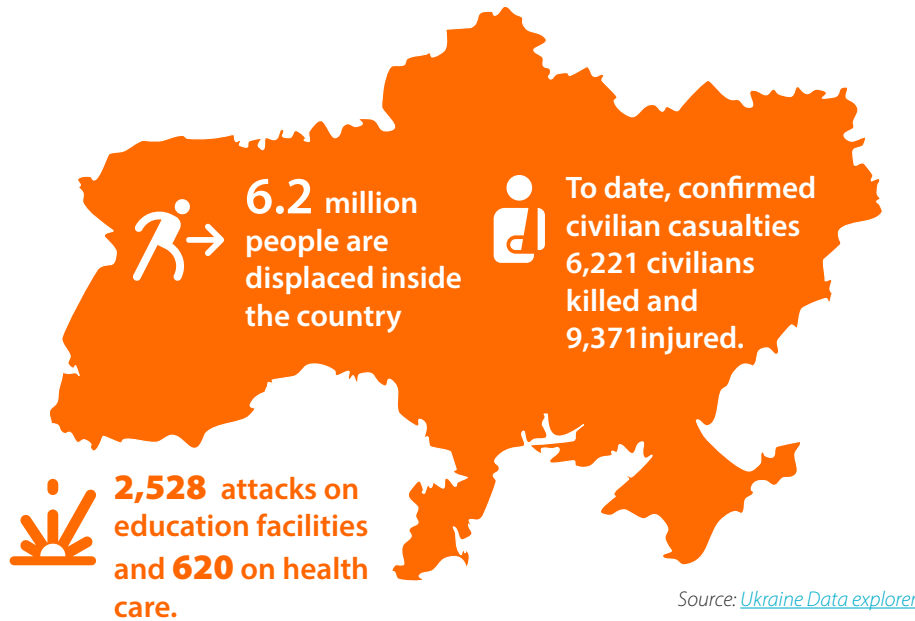 6.2 million
people are
displaced inside
the country
To date, confirmed
civilian casualties
6,221 civilians
killed and
9,371injured.
2,528 attacks on
education facilities
and 620 on health
care.
Source: Ukraine Data explorer